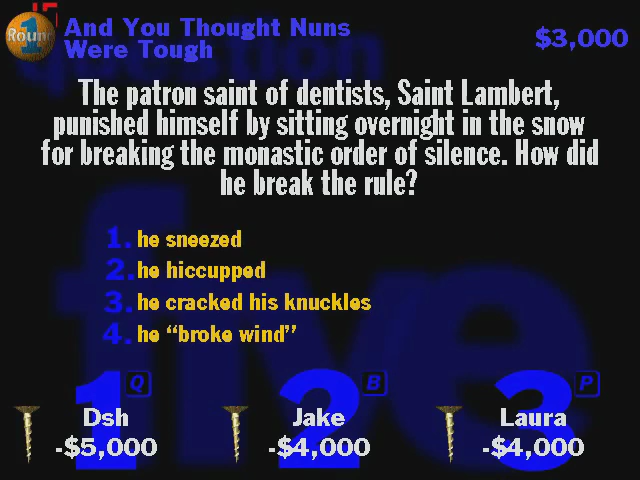 Round 1
And You Thought Nuns
Were Tough
$3,000
question
The patron saint of dentists, Saint Lambert,
punished himself by sitting overnight in the snow
for breaking the monastic order of silence. How did
he break the rule?
1. he sneezed
2. he hiccupped
3. he cracked his knuckles
4. he “broke wind”
five
1 Q
2 B
3 P
Dsh
Jake
Laura
-$5,000
-$4,000
-$4,000